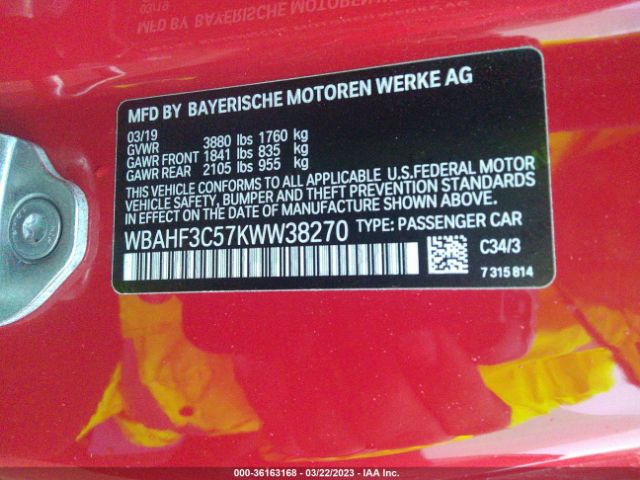 MFD BY BAYERISCHE MOTOREN WERKE AG
03/19
GVWR 3880 lbs 1760 kg
GAWR FRONT 1841 lbs 835 kg
GAWR REAR 2105 lbs 955 kg
THIS VEHICLE CONFORMS TO ALL APPLICABLE U.S.FEDERAL MOTOR
VEHICLE SAFETY, BUMPER AND THEFT PREVENTION STANDARDS
IN EFFECT ON THE DATE OF MANUFACTURE SHOWN ABOVE.
WBAHF3C57KWW38270 TYPE: PASSENGER CAR
C34/3
7 315 814
000-36163168 - 03/22/2023 - IAA Inc.